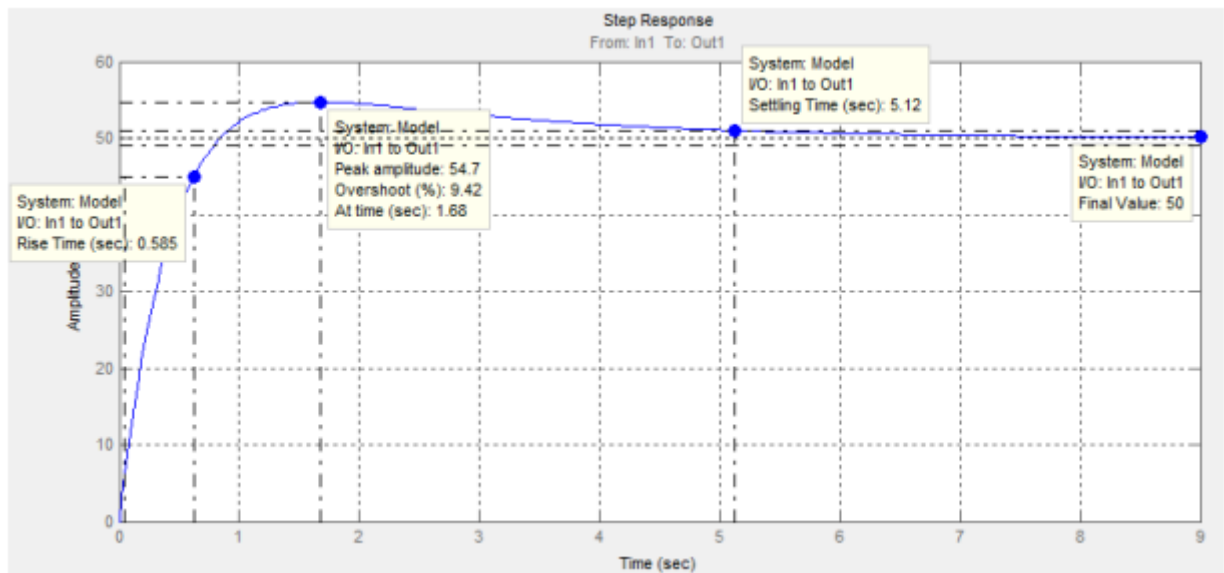 Step Response
From: In1 To: Out1
System: Model
I/O: In1 to Out1
Settling Time (sec): 5.12
System: Model
I/O: In1 to Out1
Peak amplitude: 54.7
Overshoot (%): 9.42
At time (sec): 1.68
System: Model
I/O: In1 to Out1
Final Value: 50
System: Model
I/O: In1 to Out1
Rise Time (sec): 0.585
Amplitude
60
50
30
20
10
0
0 1 2 3 4 5 6 7 8 9
Time (sec)